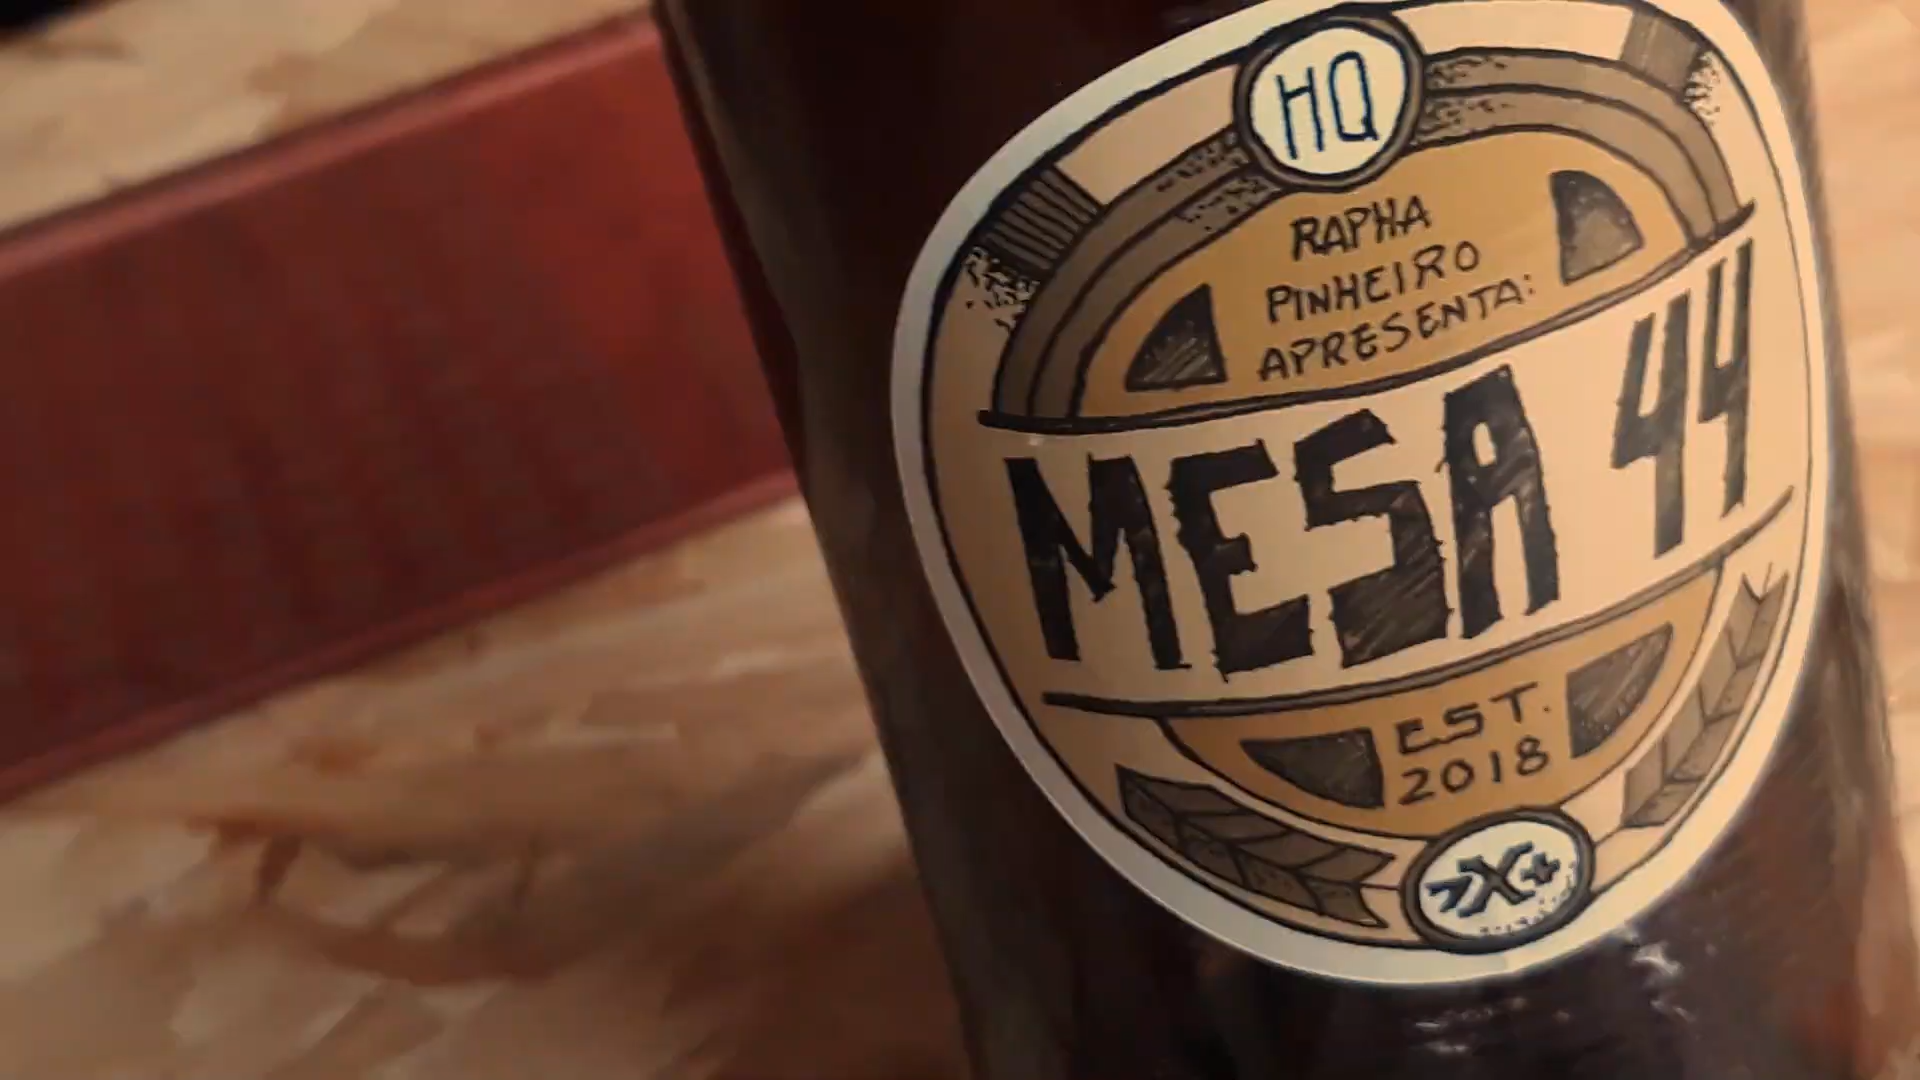 HQ
RAPHA
PINHEIRO
APRESENTA:
MESA 44
EST.
2018